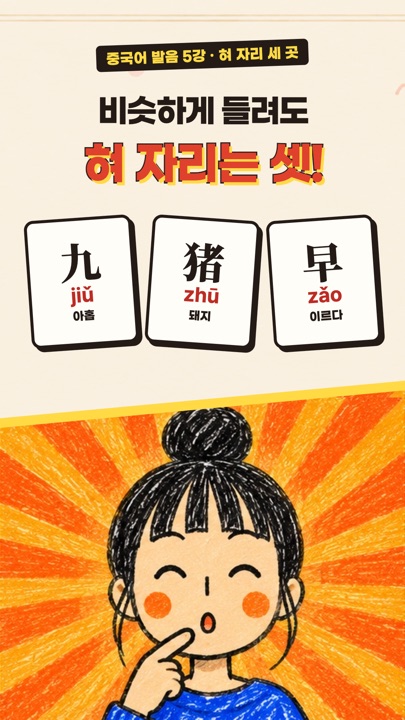 중국어 발음 5강 · 혀 자리 세 곳
비슷하게 들려도
혀 자리는 셋!
九
jiǔ
아홉
猪
zhū
돼지
早
zǎo
이르다